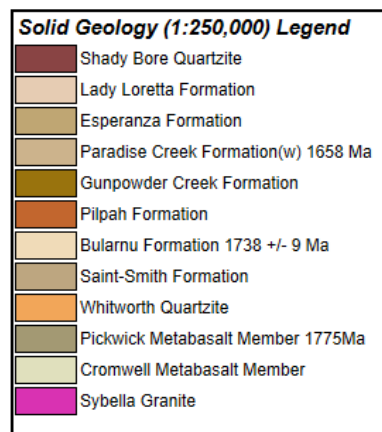 Solid Geology (1:250,000) Legend
Shady Bore Quartzite
Lady Loretta Formation
Esperanza Formation
Paradise Creek Formation(w) 1658 Ma
Gunpowder Creek Formation
Pilpah Formation
Bularnu Formation 1738 +/- 9 Ma
Saint-Smith Formation
Whitworth Quartzite
Pickwick Metabasalt Member 1775Ma
Cromwell Metabasalt Member
Sybella Granite